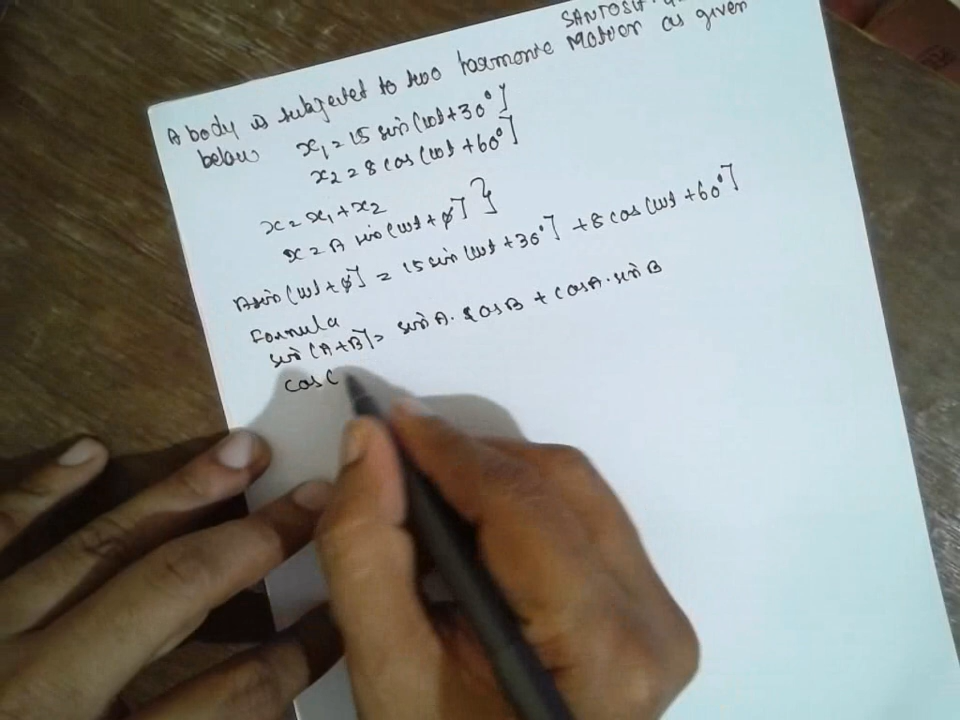 SANTOSH
A body is subjected to two harmonic Motion as given
below x₁ = 15 sin(ωt + 30°]
x₂ = 8 cos(ωt + 60°]
x = x₁ + x₂
x = A sin(ωt + φ] }
A sin(ωt + φ] = 15 sin(ωt + 30°] + 8 cos(ωt + 60°]
Formula
sin(A + B] = sin A. cos B + cos A. sin B
cos(